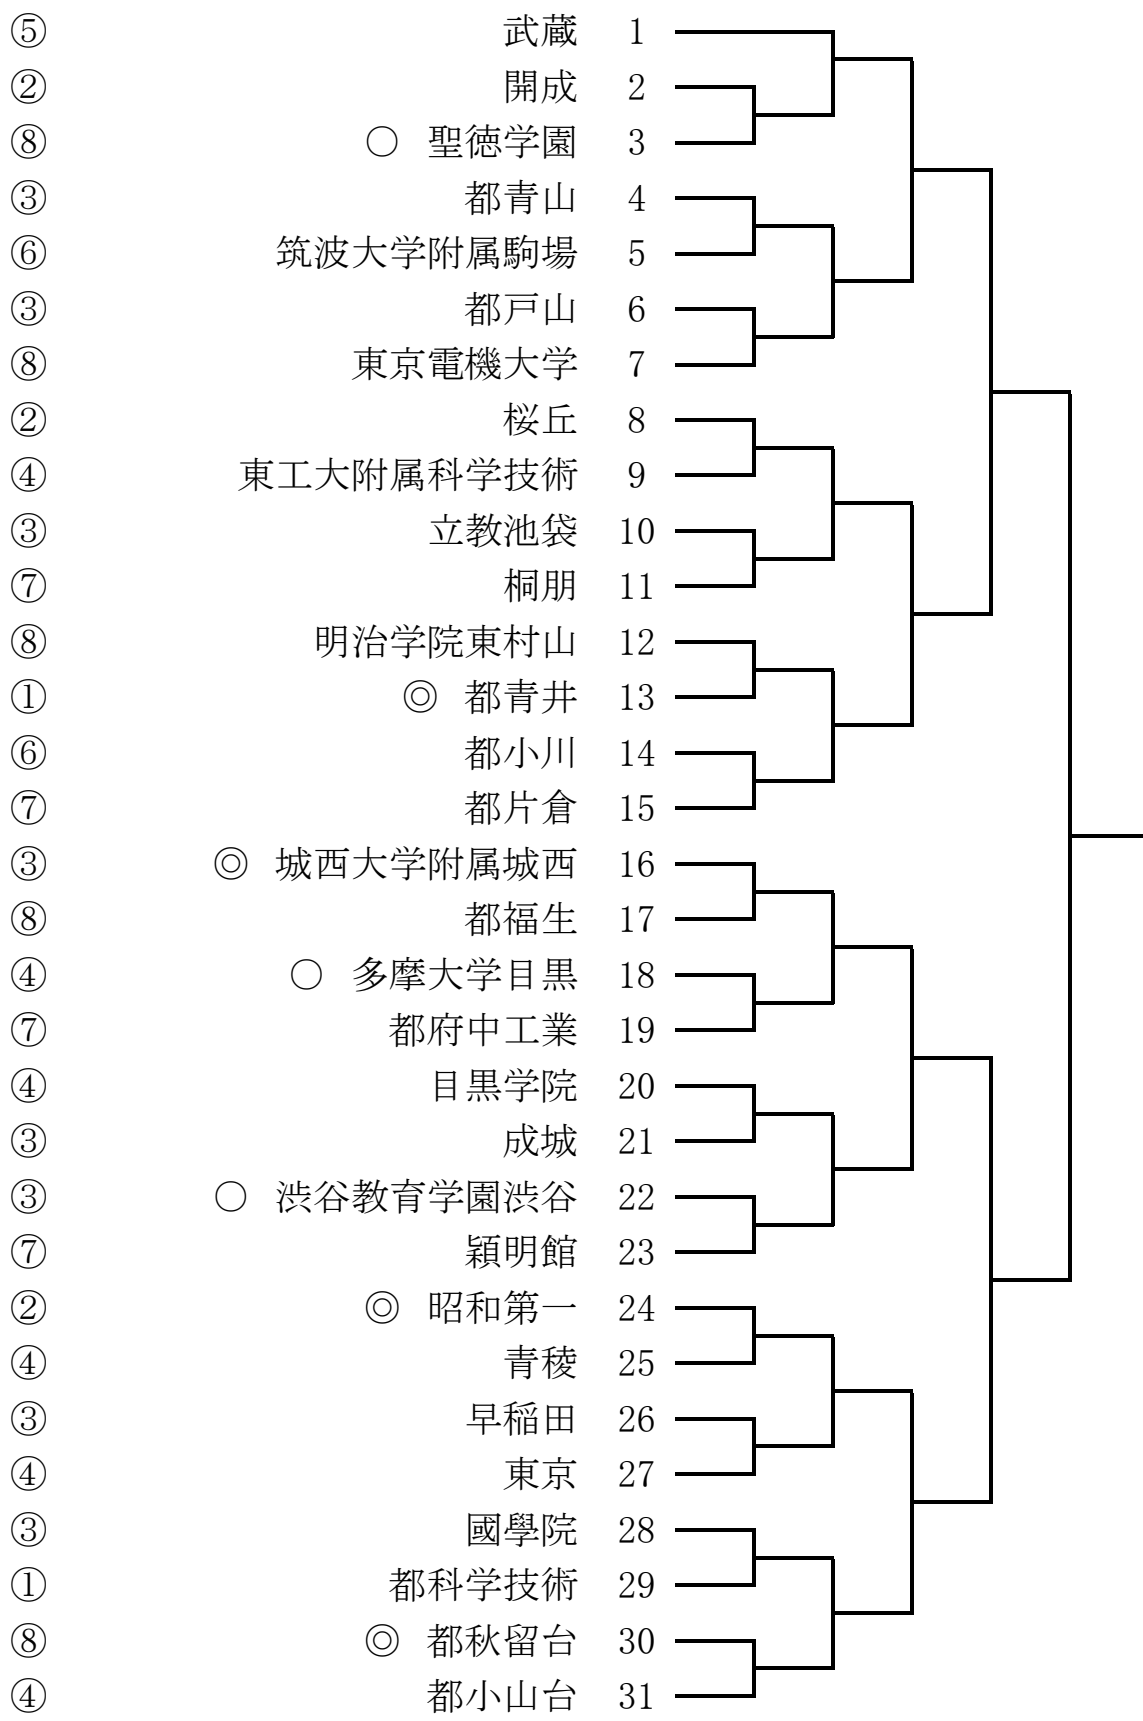 ⑤ 武蔵 1
② 開成 2
⑧ ○ 聖徳学園 3
③ 都青山 4
⑥ 筑波大学附属駒場 5
③ 都戸山 6
⑧ 東京電機大学 7
② 桜丘 8
④ 東工大附属科学技術 9
③ 立教池袋 10
⑦ 桐朋 11
⑧ 明治学院東村山 12
① ◎ 都青井 13
⑥ 都小川 14
⑦ 都片倉 15
③ ◎ 城西大学附属城西 16
⑧ 都福生 17
④ ○ 多摩大学目黒 18
⑦ 都府中工業 19
④ 目黒学院 20
③ 成城 21
③ ○ 渋谷教育学園渋谷 22
⑦ 穎明館 23
② ◎ 昭和第一 24
④ 青稜 25
③ 早稲田 26
④ 東京 27
③ 國學院 28
① 都科学技術 29
⑧ ◎ 都秋留台 30
④ 都小山台 31